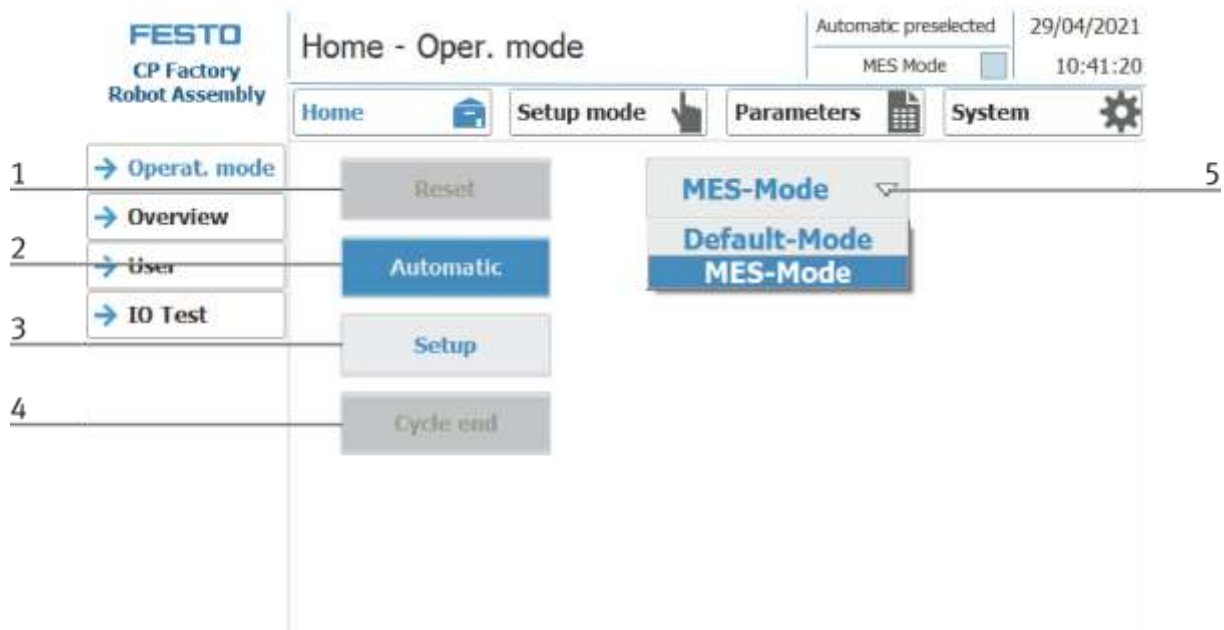 FESTO
CP Factory
Robot Assembly
Home - Oper. mode
Automatic preselected
MES Mode
29/04/2021
10:41:20
Home
Setup mode
Parameters
System
Operat. mode
Overview
User
IO Test
1
2
3
4
5
Reset
Automatic
Setup
Cycle end
MES-Mode
Default-Mode
MES-Mode